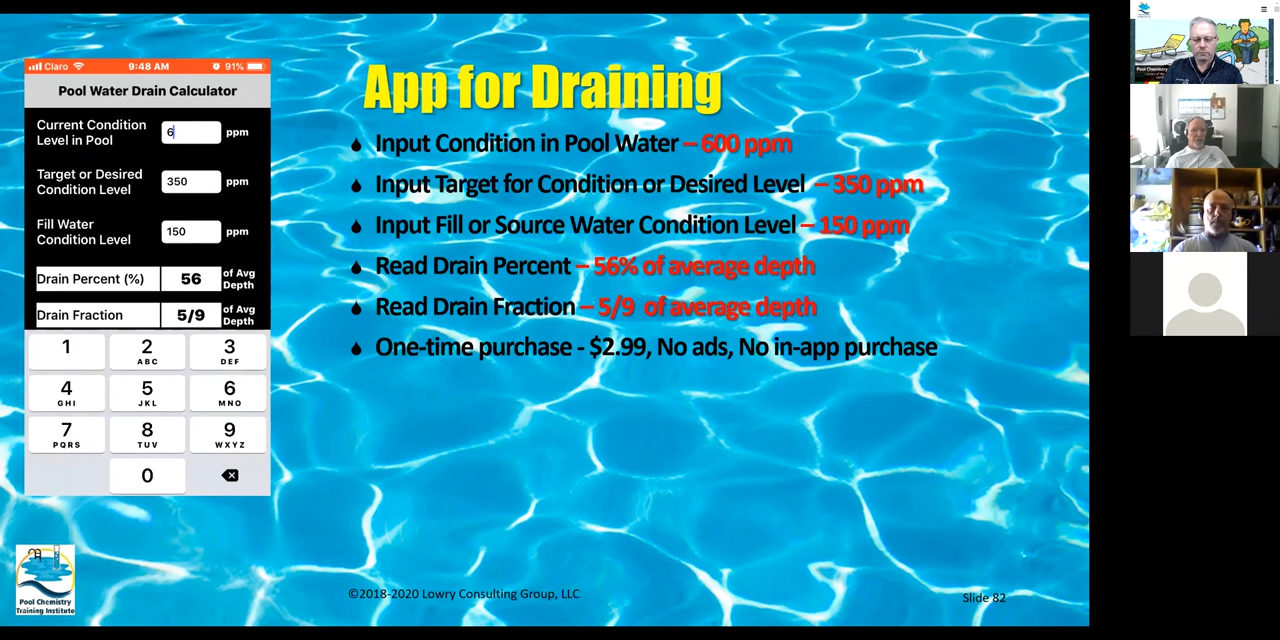 Claro 9:48 AM 91%
Pool Water Drain Calculator
Current Condition
Level in Pool
6 ppm
Target or Desired
Condition Level
350 ppm
Fill Water
Condition Level
150 ppm
Drain Percent (%) 56 of Avg
Depth
Drain Fraction 5/9 of Avg
Depth
1 2 3
ABC DEF
4 5 6
GHI JKL MNO
7 8 9
PQRS TUV WXYZ
0
App for Draining
Input Condition in Pool Water – 600 ppm
Input Target for Condition or Desired Level – 350 ppm
Input Fill or Source Water Condition Level – 150 ppm
Read Drain Percent – 56% of average depth
Read Drain Fraction – 5/9 of average depth
One-time purchase - $2.99, No ads, No in-app purchase
Pool Chemistry
Training Institute
©2018-2020 Lowry Consulting Group, LLC
Slide 82
Pool Chemistry